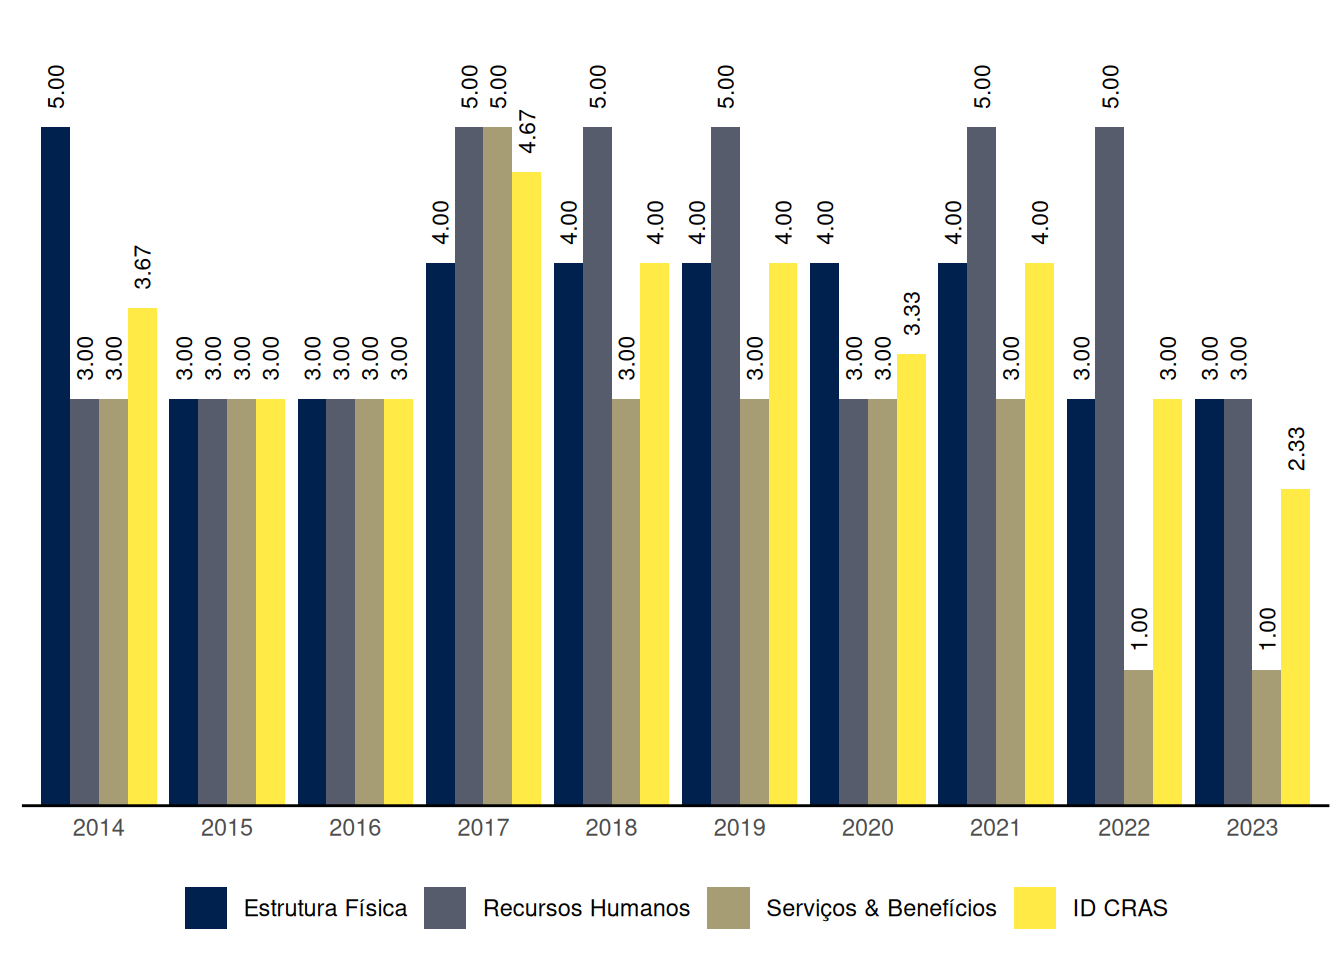 5.00 3.00 3.00 3.67
3.00 3.00 3.00 3.00
3.00 3.00 3.00 3.00
4.00 5.00 5.00 4.67
4.00 5.00 3.00 4.00
4.00 5.00 3.00 4.00
4.00 3.00 3.00 3.33
4.00 5.00 3.00 4.00
3.00 5.00 1.00 3.00
3.00 3.00 1.00 2.33
2014 2015 2016 2017 2018 2019 2020 2021 2022 2023
Estrutura Física Recursos Humanos Serviços & Benefícios ID CRAS